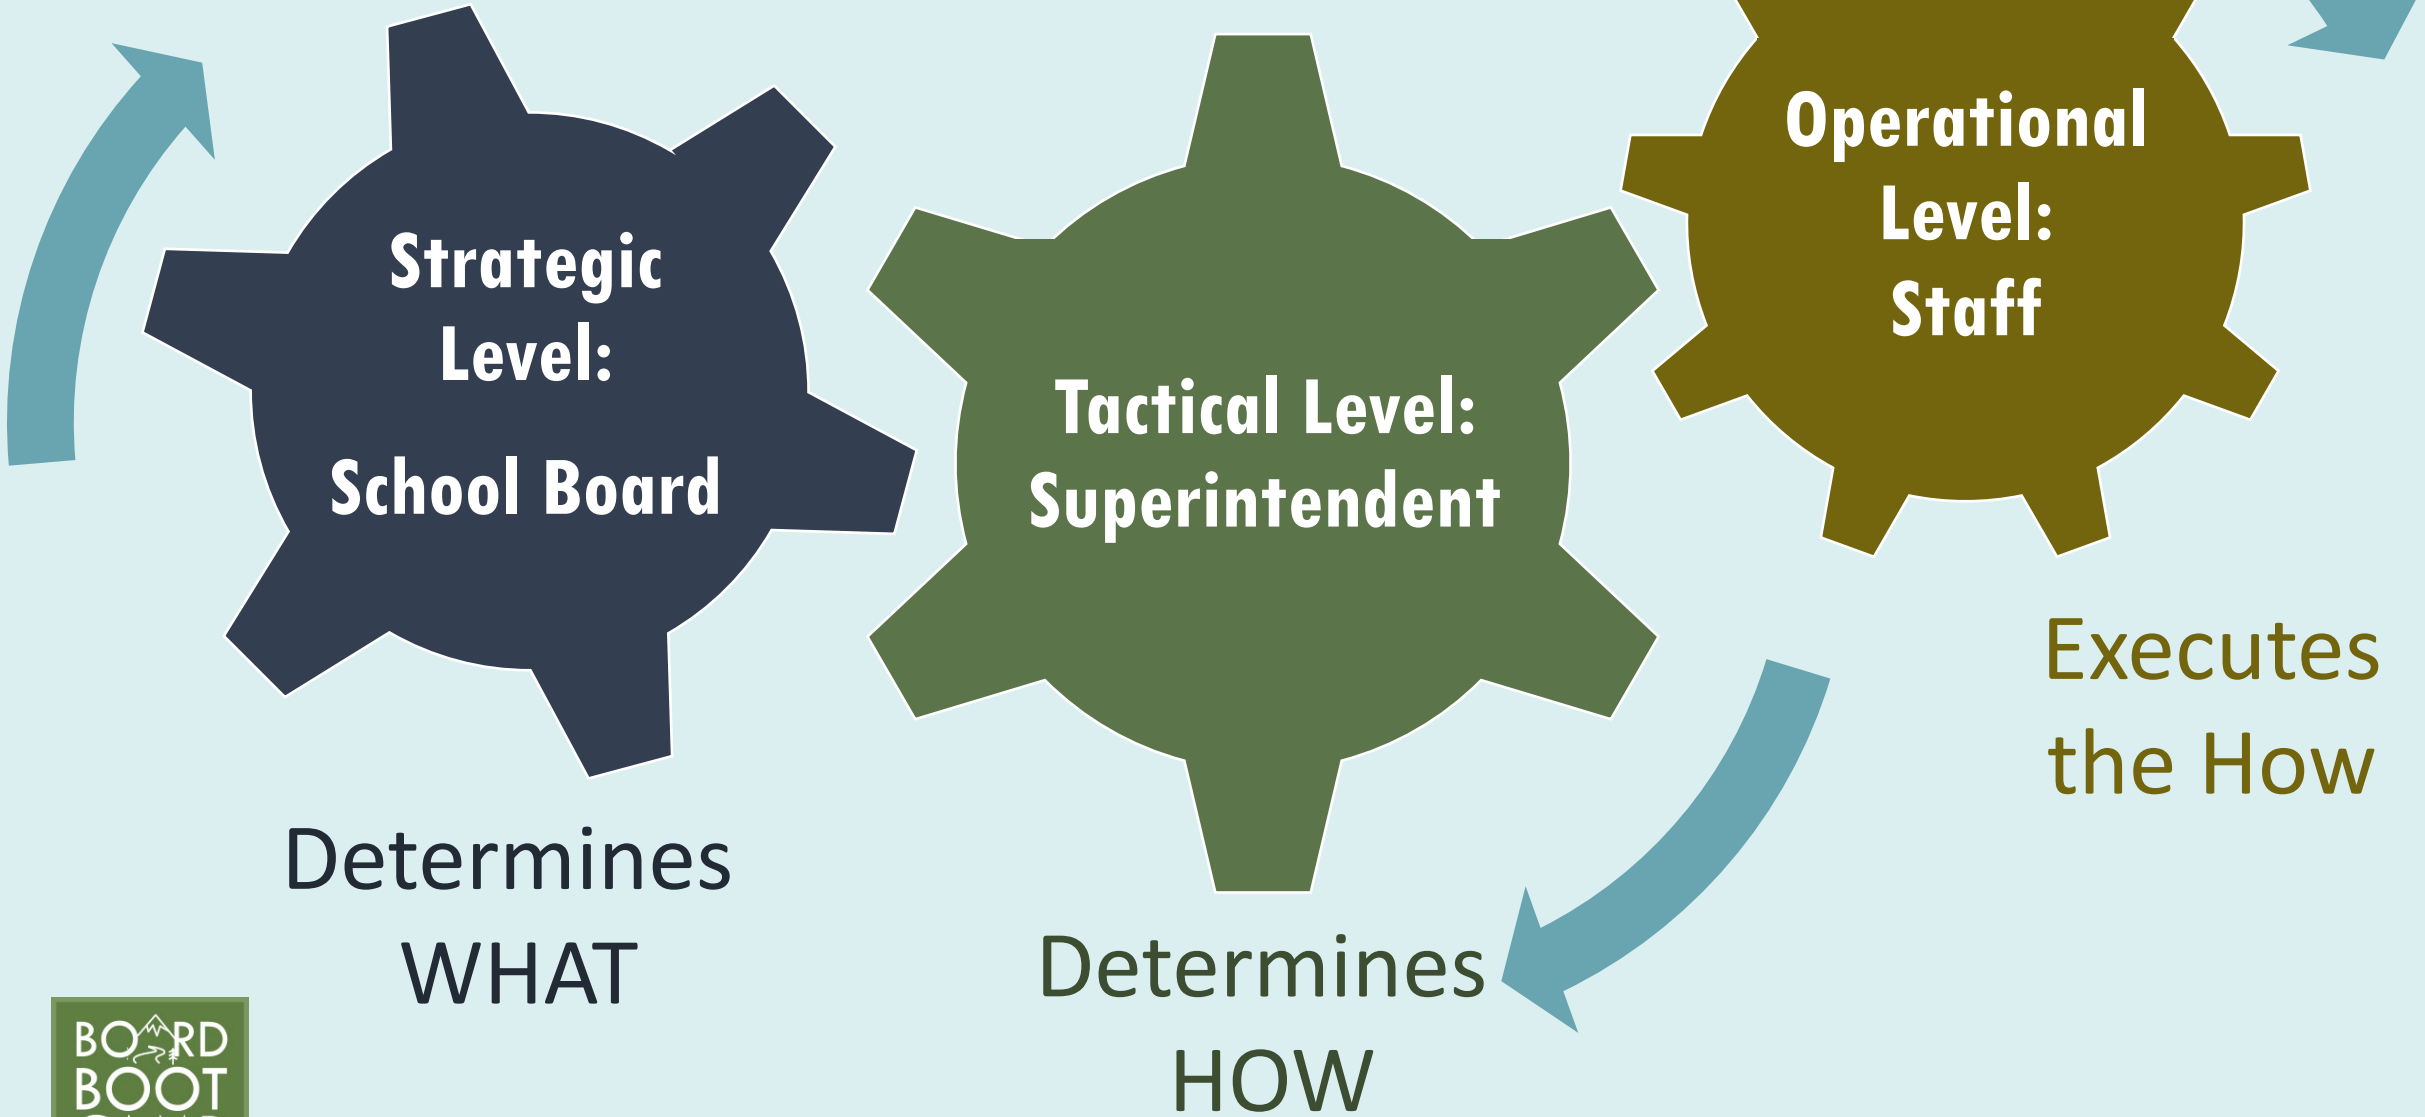 Strategic
Level:
School Board
Determines
WHAT
Tactical Level:
Superintendent
Determines
HOW
Operational
Level:
Staff
Executes
the How
BOARD
BOOT